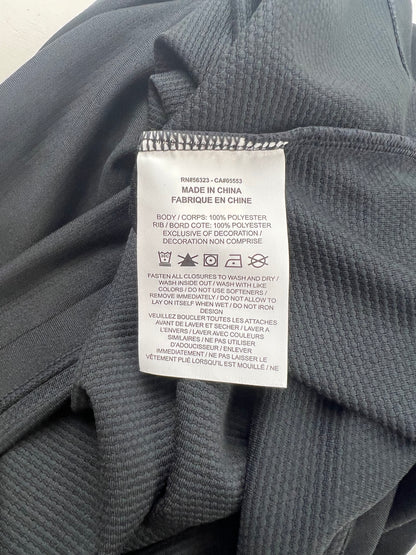 RN#56323 - CA#05553
MADE IN CHINA
FABRIQUE EN CHINE
BODY / CORPS: 100% POLYESTER
RIB / BORD COTE: 100% POLYESTER
EXCLUSIVE OF DECORATION /
DECORATION NON COMPRISE
FASTEN ALL CLOSURES TO WASH AND DRY /
WASH INSIDE OUT / WASH WITH LIKE
COLORS / DO NOT USE SOFTENERS /
REMOVE IMMEDIATELY / DO NOT ALLOW TO
LAY ON ITSELF WHEN WET / DO NOT IRON
DESIGN
VEUILLEZ BOUCLER TOUTES LES ATTACHES
AVANT DE LAVER ET SECHER / LAVER A
L'ENVERS / LAVER AVEC COULEURS
SIMILAIRES / NE PAS UTILISER
D'ADOUCISSEUR / ENLEVER
IMMEDIATEMENT / NE PAS LAISSER LE
VÊTEMENT PLIÉ LORSQU'IL EST MOUILLÉ / NE